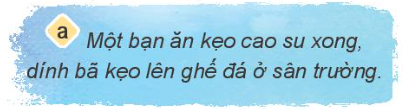 a Một bạn ăn kẹo cao su xong,
dính bã kẹo lên ghế đá ở sân trường.